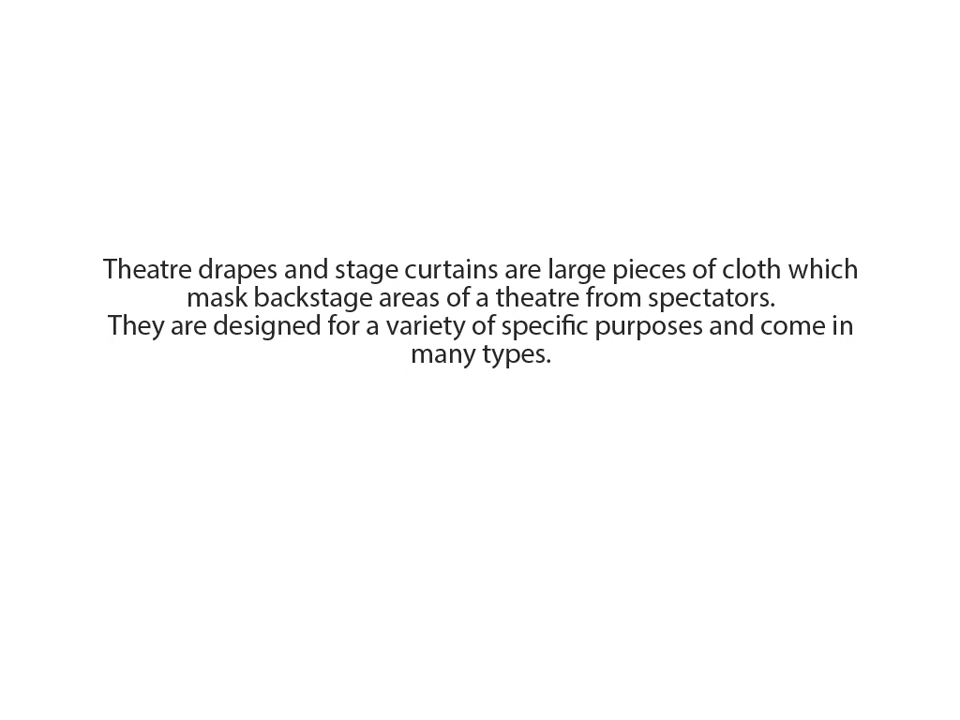 Theatre drapes and stage curtains are large pieces of cloth which
mask backstage areas of a theatre from spectators.
They are designed for a variety of specific purposes and come in
many types.